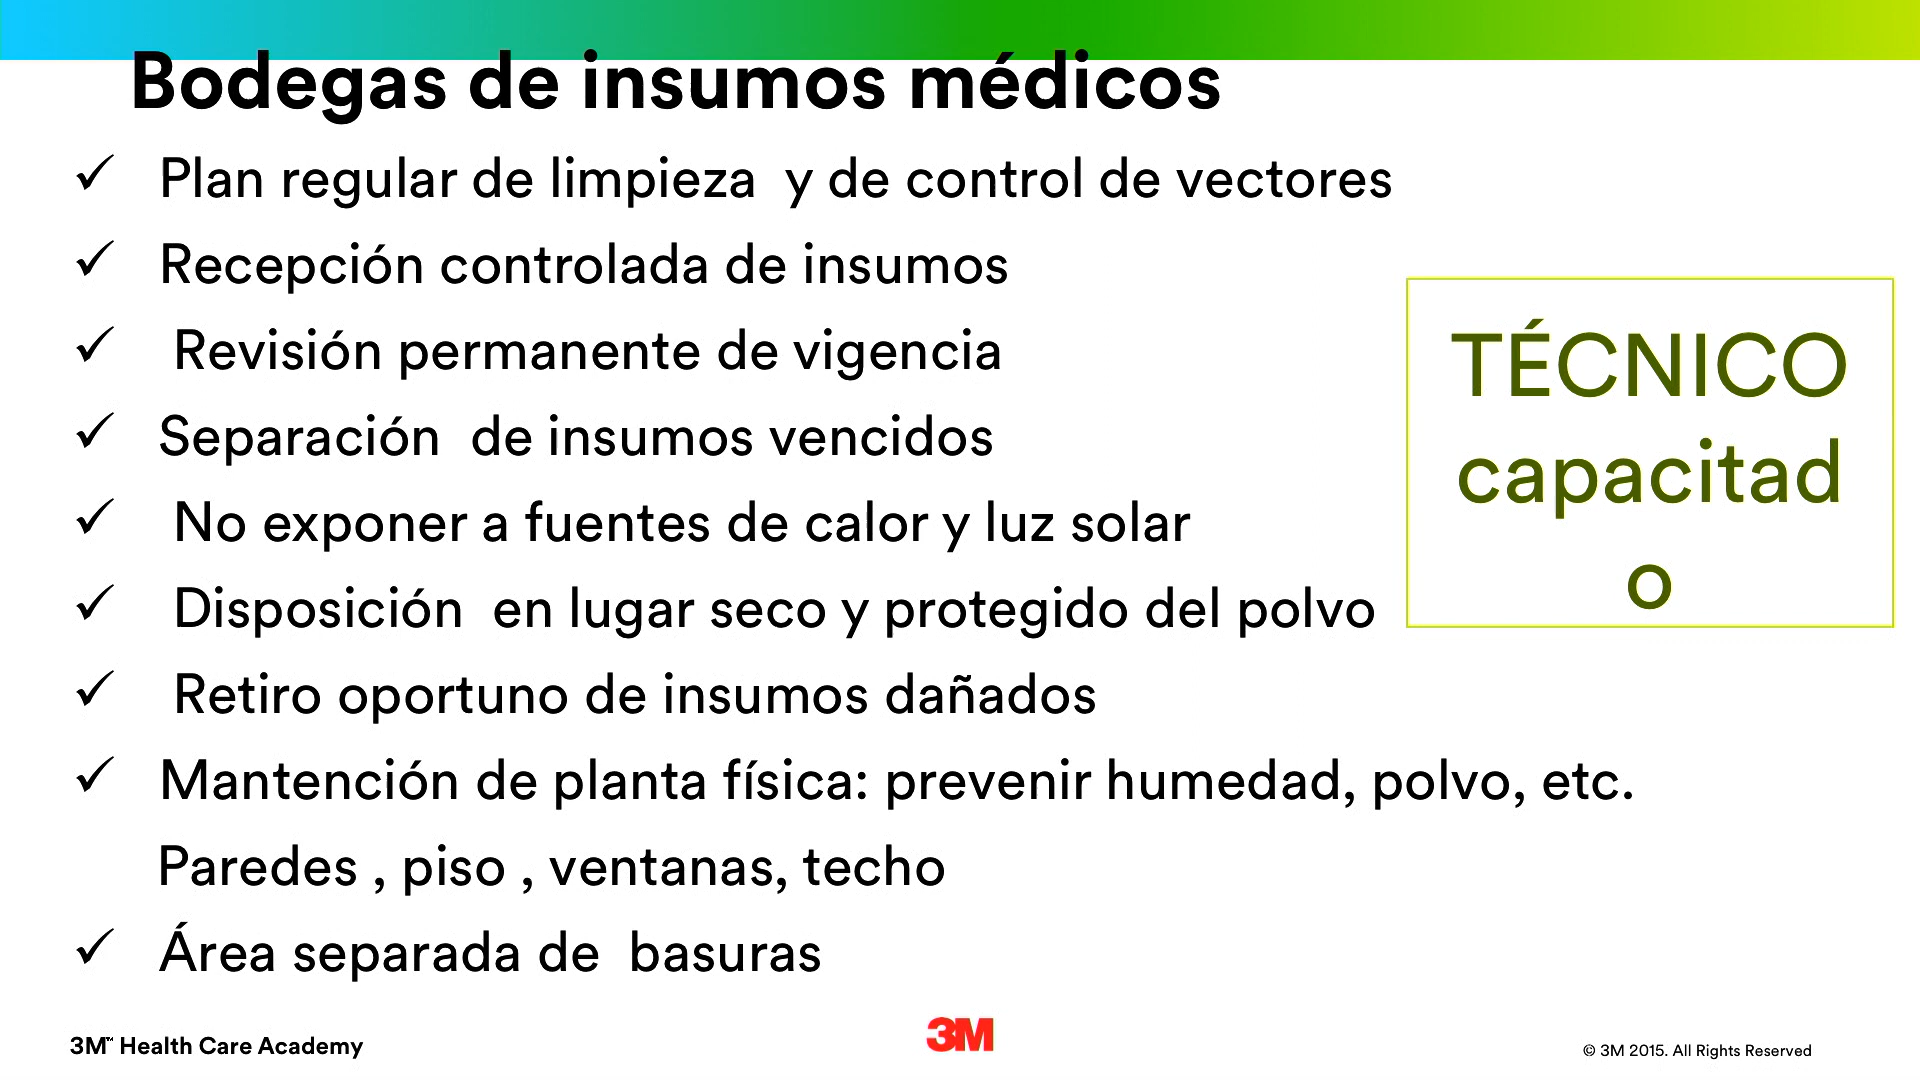 Bodegas de insumos médicos
✓ Plan regular de limpieza y de control de vectores
✓ Recepción controlada de insumos
✓ Revisión permanente de vigencia
✓ Separación de insumos vencidos
✓ No exponer a fuentes de calor y luz solar
✓ Disposición en lugar seco y protegido del polvo
✓ Retiro oportuno de insumos dañados
✓ Mantención de planta física: prevenir humedad, polvo, etc.
Paredes , piso , ventanas, techo
✓ Área separada de basuras
TÉCNICO
capacitad
o
3M™ Health Care Academy
3M
© 3M 2015. All Rights Reserved